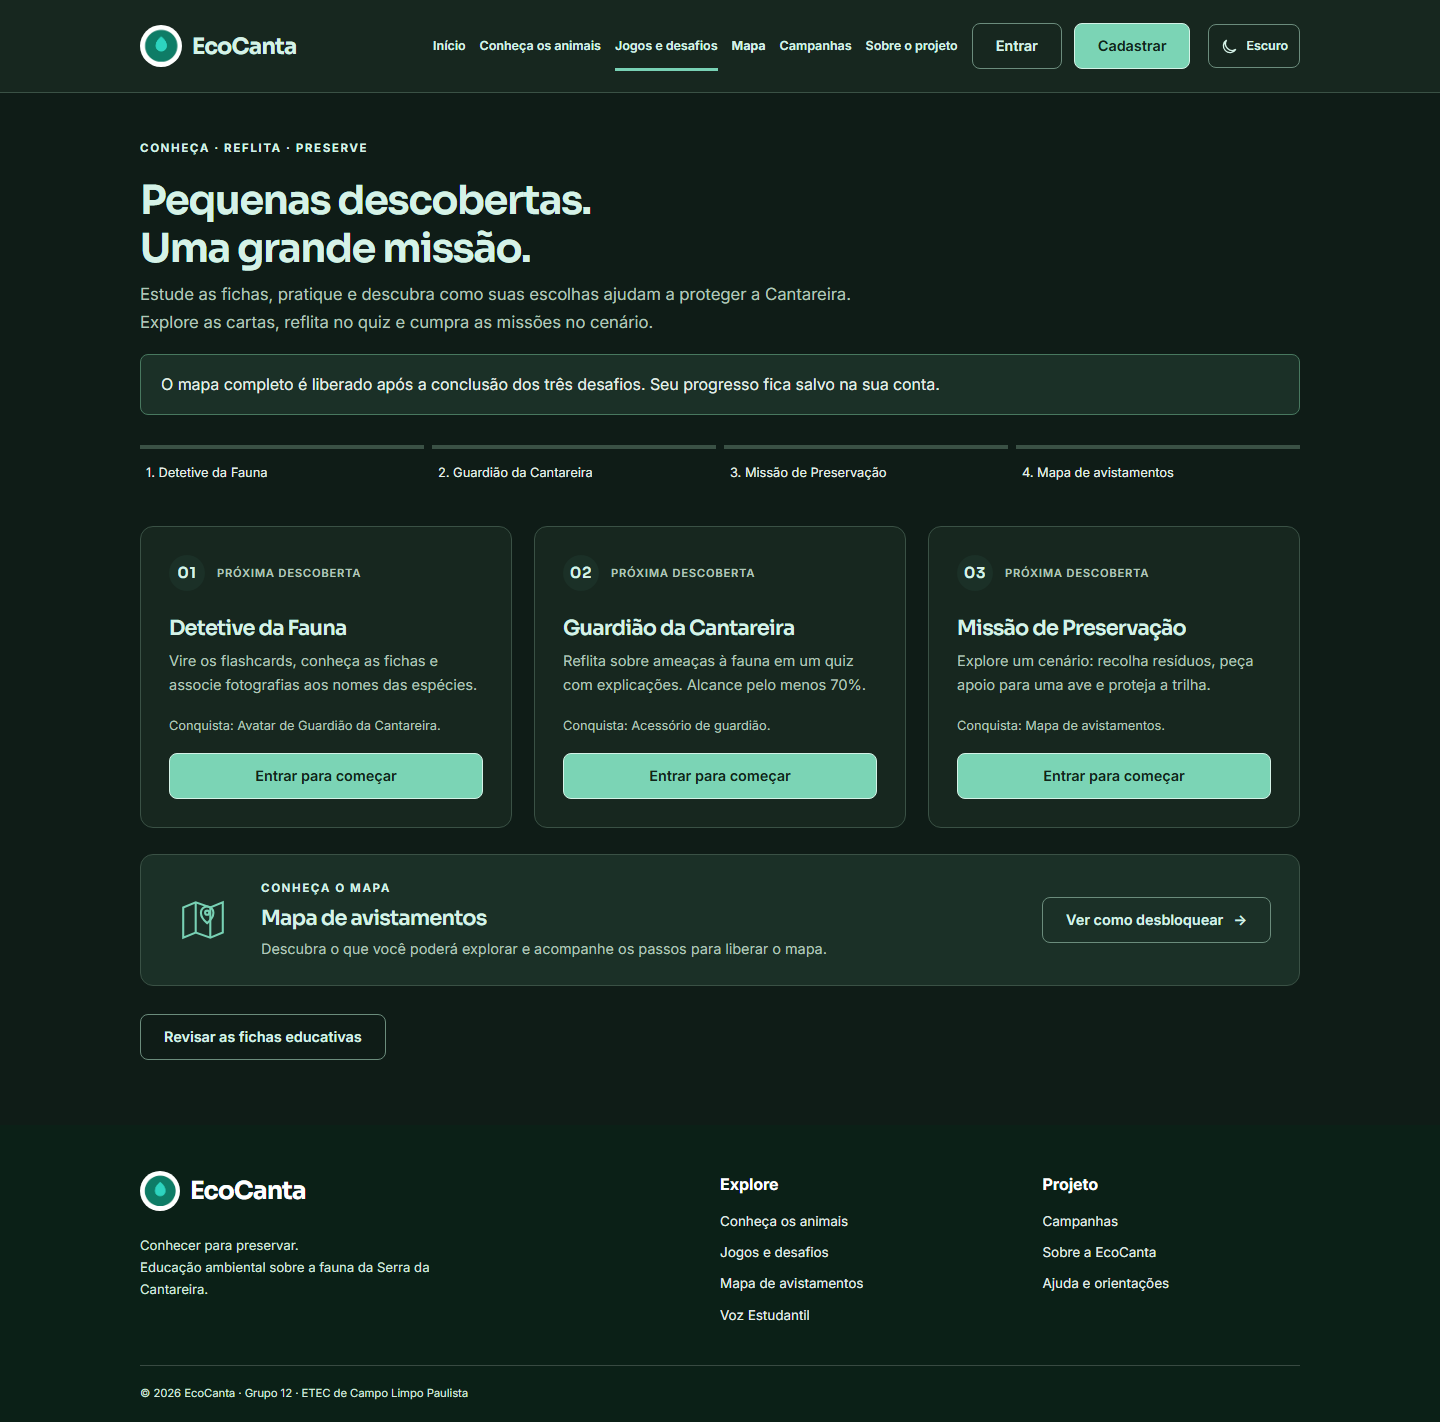 EcoCanta
Início
Conheça os animais
Jogos e desafios
Mapa
Campanhas
Sobre o projeto
Entrar
Cadastrar
Escuro
CONHEÇA · REFLITA · PRESERVE
Pequenas descobertas.
Uma grande missão.
Estude as fichas, pratique e descubra como suas escolhas ajudam a proteger a Cantareira.
Explore as cartas, reflita no quiz e cumpra as missões no cenário.
O mapa completo é liberado após a conclusão dos três desafios. Seu progresso fica salvo na sua conta.
1. Detetive da Fauna
2. Guardião da Cantareira
3. Missão de Preservação
4. Mapa de avistamentos
01 PRÓXIMA DESCOBERTA
Detetive da Fauna
Vire os flashcards, conheça as fichas e
associe fotografias aos nomes das espécies.
Conquista: Avatar de Guardião da Cantareira.
Entrar para começar
02 PRÓXIMA DESCOBERTA
Guardião da Cantareira
Reflita sobre ameaças à fauna em um quiz
com explicações. Alcance pelo menos 70%.
Conquista: Acessório de guardião.
Entrar para começar
03 PRÓXIMA DESCOBERTA
Missão de Preservação
Explore um cenário: recolha resíduos, peça
apoio para uma ave e proteja a trilha.
Conquista: Mapa de avistamentos.
Entrar para começar
CONHEÇA O MAPA
Mapa de avistamentos
Descubra o que você poderá explorar e acompanhe os passos para liberar o mapa.
Ver como desbloquear →
Revisar as fichas educativas
EcoCanta
Conhecer para preservar.
Educação ambiental sobre a fauna da Serra da
Cantareira.
Explore
Conheça os animais
Jogos e desafios
Mapa de avistamentos
Voz Estudantil
Projeto
Campanhas
Sobre a EcoCanta
Ajuda e orientações
© 2026 EcoCanta · Grupo 12 · ETEC de Campo Limpo Paulista